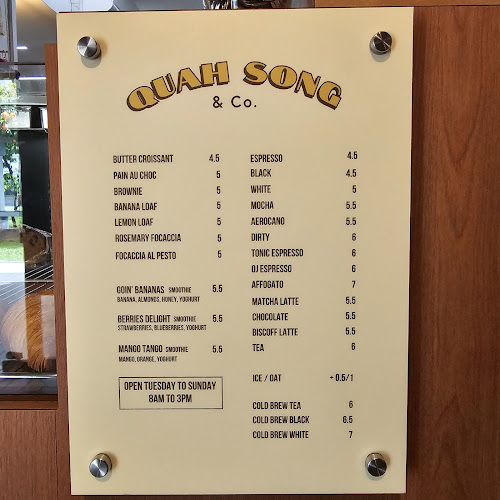 QUAH SONG
& Co.
BUTTER CROISSANT 4.5
PAIN AU CHOC 5
BROWNIE 5
BANANA LOAF 5
LEMON LOAF 5
ROSEMARY FOCACCIA 5
FOCACCIA AL PESTO 5
GOIN' BANANAS SMOOTHIE 5.5
BANANA, ALMONDS, HONEY, YOGHURT
BERRIES DELIGHT SMOOTHIE 5.5
STRAWBERRIES, BLUEBERRIES, YOGHURT
MANGO TANGO SMOOTHIE 5.5
MANGO, ORANGE, YOGHURT
OPEN TUESDAY TO SUNDAY
8AM TO 3PM
ESPRESSO 4.5
BLACK 4.5
WHITE 5
MOCHA 5.5
AEROCANO 5.5
DIRTY 6
TONIC ESPRESSO 6
OJ ESPRESSO 6
AFFOGATO 7
MATCHA LATTE 5.5
CHOCOLATE 5.5
BISCOFF LATTE 5.5
TEA 6
ICE / OAT + 0.5/1
COLD BREW TEA 6
COLD BREW BLACK 6.5
COLD BREW WHITE 7